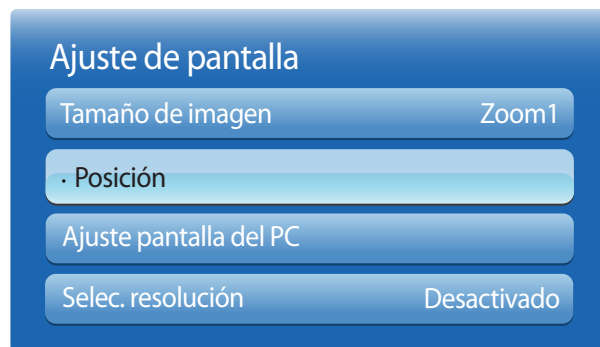 Ajuste de pantalla
Tamaño de imagen Zoom1
· Posición
Ajuste pantalla del PC
Selec. resolución Desactivado